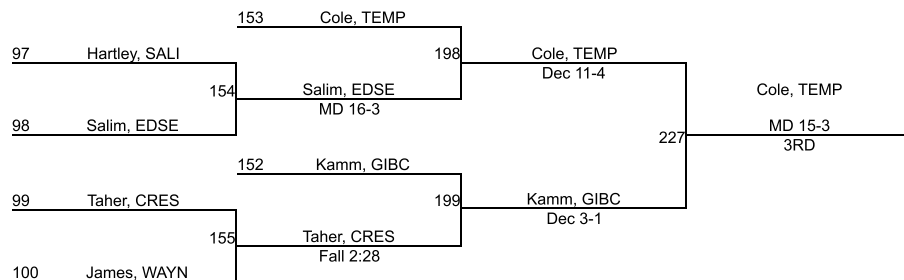 153 Cole, TEMP
97 Hartley, SALI
198 Cole, TEMP
Dec 11-4
154 Salim, EDSE
MD 16-3
Cole, TEMP
98 Salim, EDSE
227 MD 15-3
3RD
152 Kamm, GIBC
99 Taher, CRES
199 Kamm, GIBC
Dec 3-1
155 Taher, CRES
Fall 2:28
100 James, WAYN